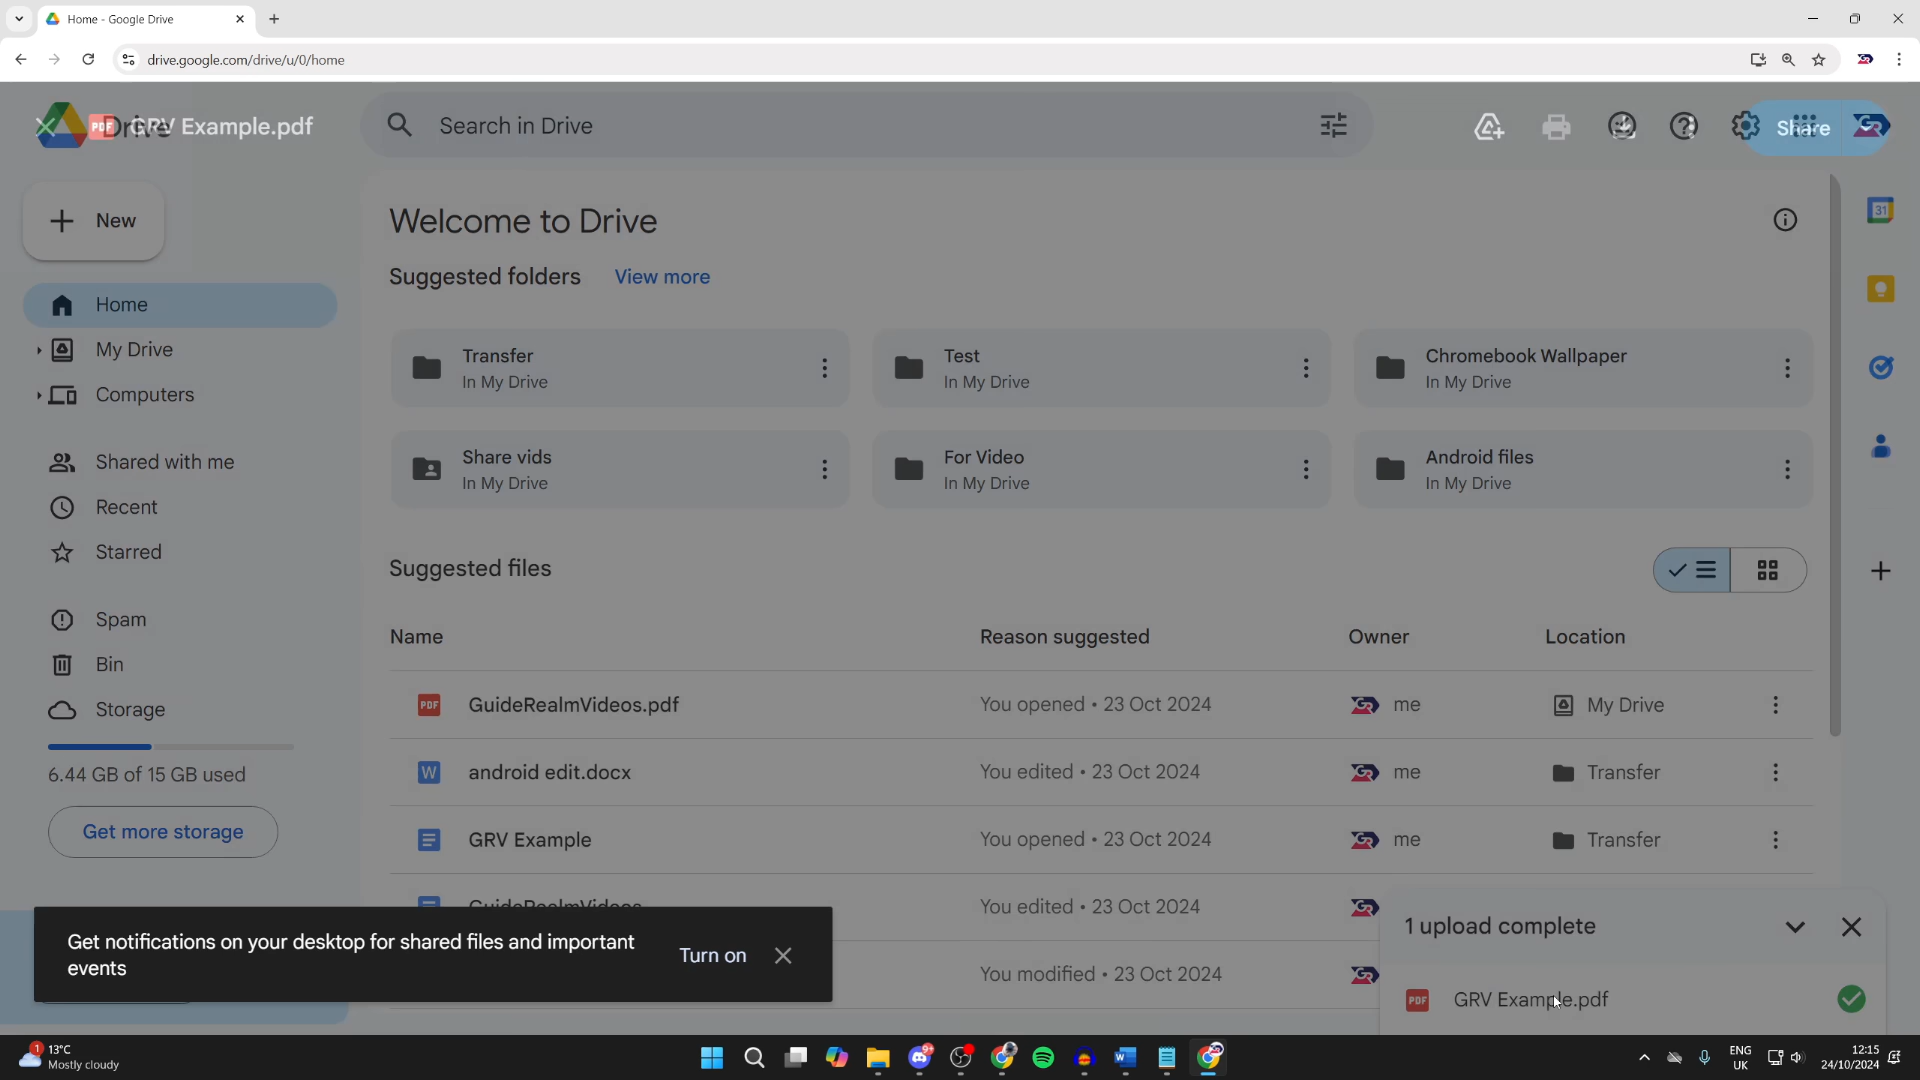 Home - Google Drive
drive.google.com/drive/u/0/home
Drive
PDF GRV Example.pdf
Search in Drive
Share
New
Welcome to Drive
Suggested folders View more
Home
My Drive
Computers
Shared with me
Recent
Starred
Spam
Bin
Storage
6.44 GB of 15 GB used
Get more storage
Transfer
In My Drive
Test
In My Drive
Chromebook Wallpaper
In My Drive
Share vids
In My Drive
For Video
In My Drive
Android files
In My Drive
31
Suggested files
Name Reason suggested Owner Location
PDF GuideRealmVideos.pdf You opened • 23 Oct 2024 me My Drive
W android edit.docx You edited • 23 Oct 2024 me Transfer
GRV Example You opened • 23 Oct 2024 me Transfer
GuideRealmVideos You edited • 23 Oct 2024
You modified • 23 Oct 2024
Get notifications on your desktop for shared files and important
events
Turn on
1 upload complete
PDF GRV Example.pdf
1
13°C
Mostly cloudy
9+
ENG
UK
12:15
24/10/2024